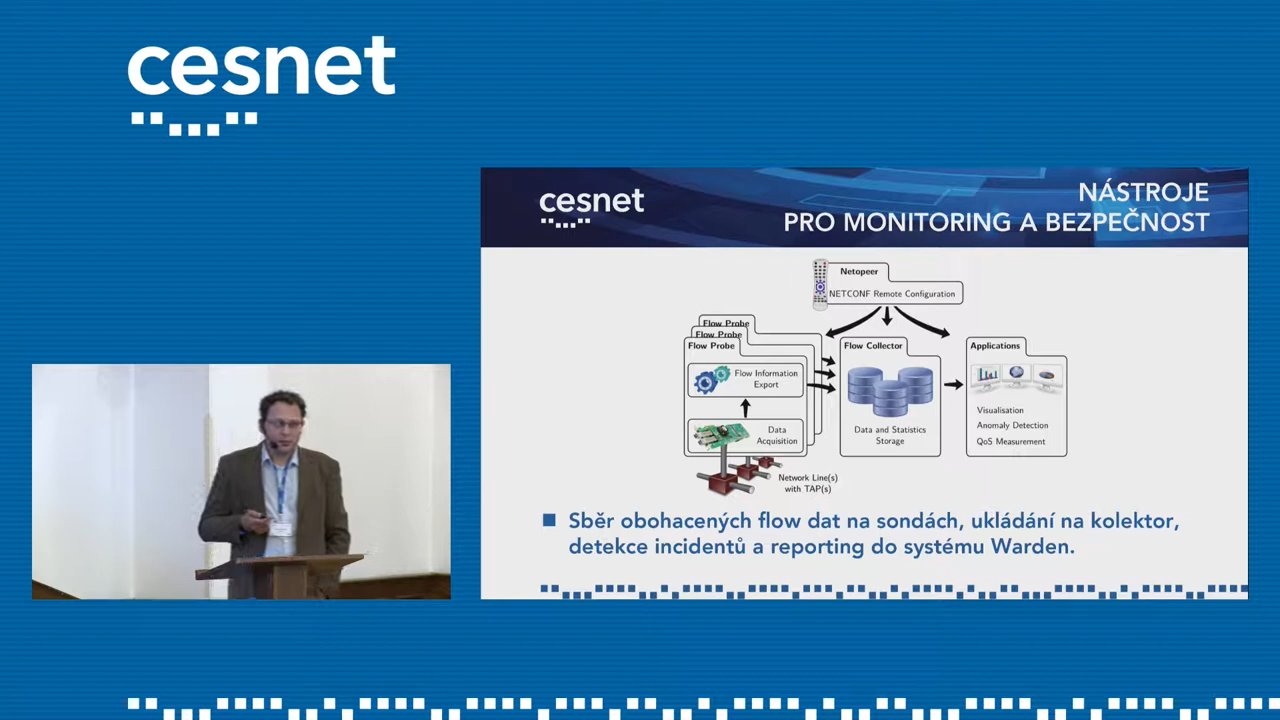 cesnet
cesnet
NÁSTROJE
PRO MONITORING A BEZPEČNOST
Netopeer
NETCONF Remote Configuration
Flow Probe
Flow Probe
Flow Probe
Flow Information
Export
Data
Acquisition
Network Line(s)
with TAP(s)
Flow Collector
Data and Statistics
Storage
Applications
Visualisation
Anomaly Detection
QoS Measurement
Sběr obohacených flow dat na sondách, ukládání na kolektor,
detekce incidentů a reporting do systému Warden.